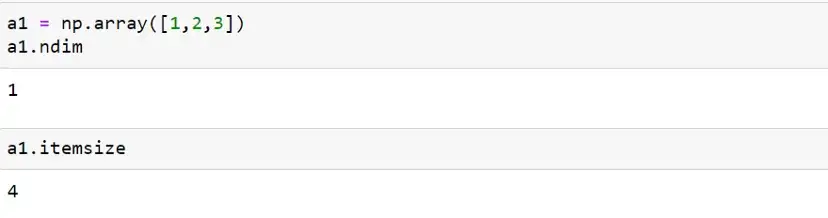 a1 = np.array([1,2,3])
a1.ndim
1
a1.itemsize
4